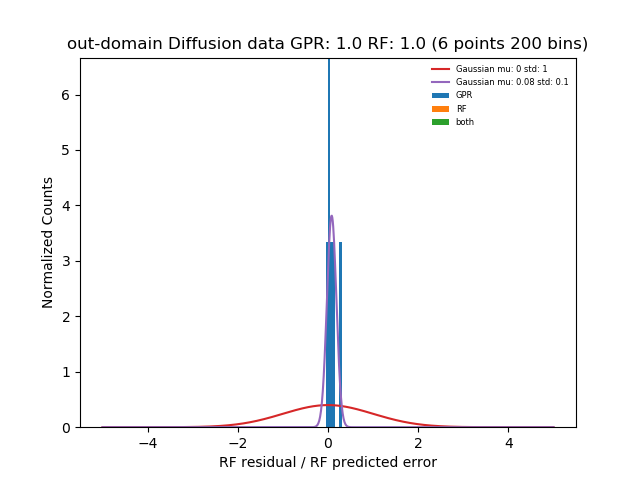 out-domain Diffusion data GPR: 1.0 RF: 1.0 (6 points 200 bins)
Gaussian mu: 0 std: 1
Gaussian mu: 0.08 std: 0.1
GPR
RF
both
Normalized Counts
6
5
4
3
2
1
0
−4
−2
0
2
4
RF residual / RF predicted error